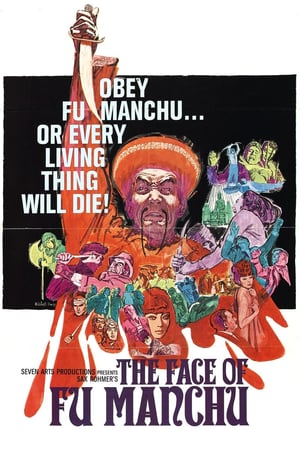 OBEY
FU MANCHU...
OR EVERY
LIVING
THING
WILL DIE!
SEVEN ARTS PRODUCTIONS PRESENTS
SAX ROHMER'S
THE FACE OF
FU MANCHU